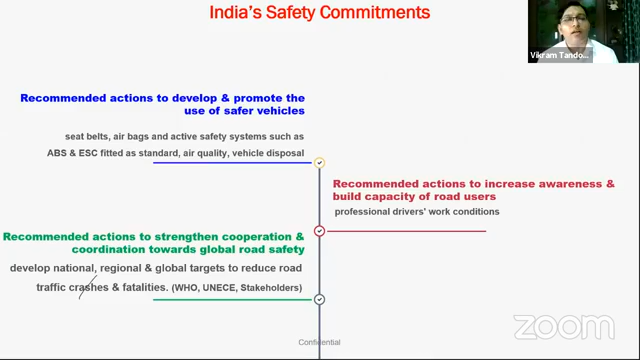 India's Safety Commitments
Vikram Tando...
Recommended actions to develop & promote the
use of safer vehicles
seat belts, air bags and active safety systems such as
ABS & ESC fitted as standard, air quality, vehicle disposal
Recommended actions to increase awareness &
build capacity of road users
professional drivers' work conditions
Recommended actions to strengthen cooperation &
coordination towards global road safety
develop national, regional & global targets to reduce road
traffic crashes & fatalities. (WHO, UNECE, Stakeholders)
Confidential
zoom